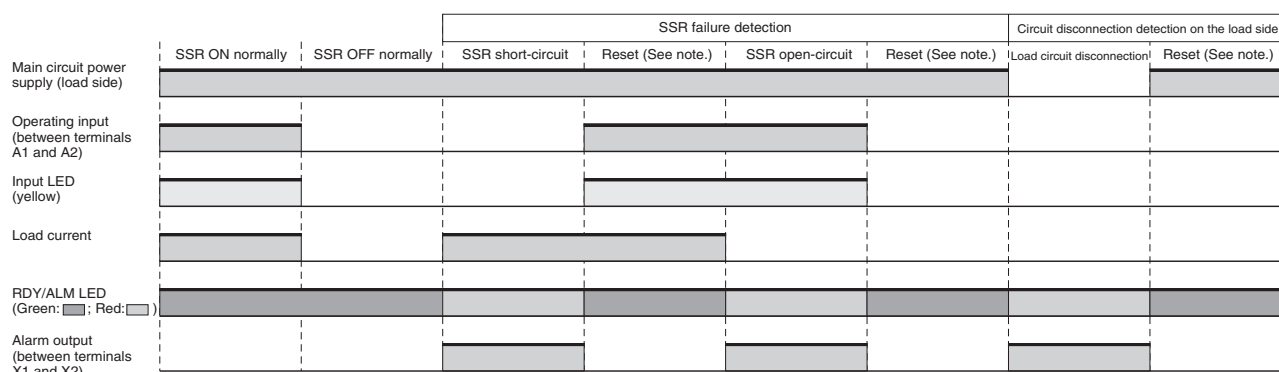 SSR failure detection
Circuit disconnection detection on the load side
SSR ON normally
SSR OFF normally
SSR short-circuit
Reset (See note.)
SSR open-circuit
Reset (See note.)
Load circuit disconnection
Reset (See note.)
Main circuit power
supply (load side)
Operating input
(between terminals
A1 and A2)
Input LED
(yellow)
Load current
RDY/ALM LED
(Green: ; Red: )
Alarm output
(between terminals
X1 and X2)